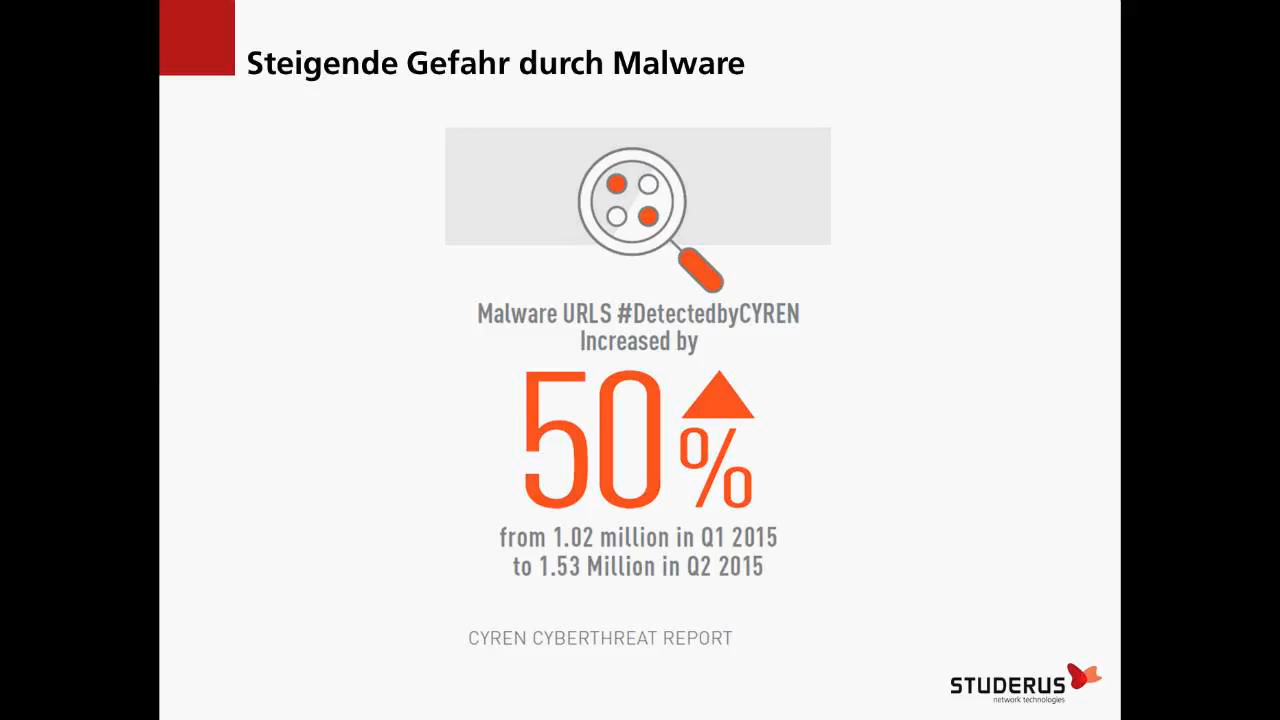 Steigende Gefahr durch Malware
Malware URLS #DetectedbyCYREN
Increased by
50%
from 1.02 million in Q1 2015
to 1.53 Million in Q2 2015
CYREN CYBERTHREAT REPORT
STUDERUS
network technologies